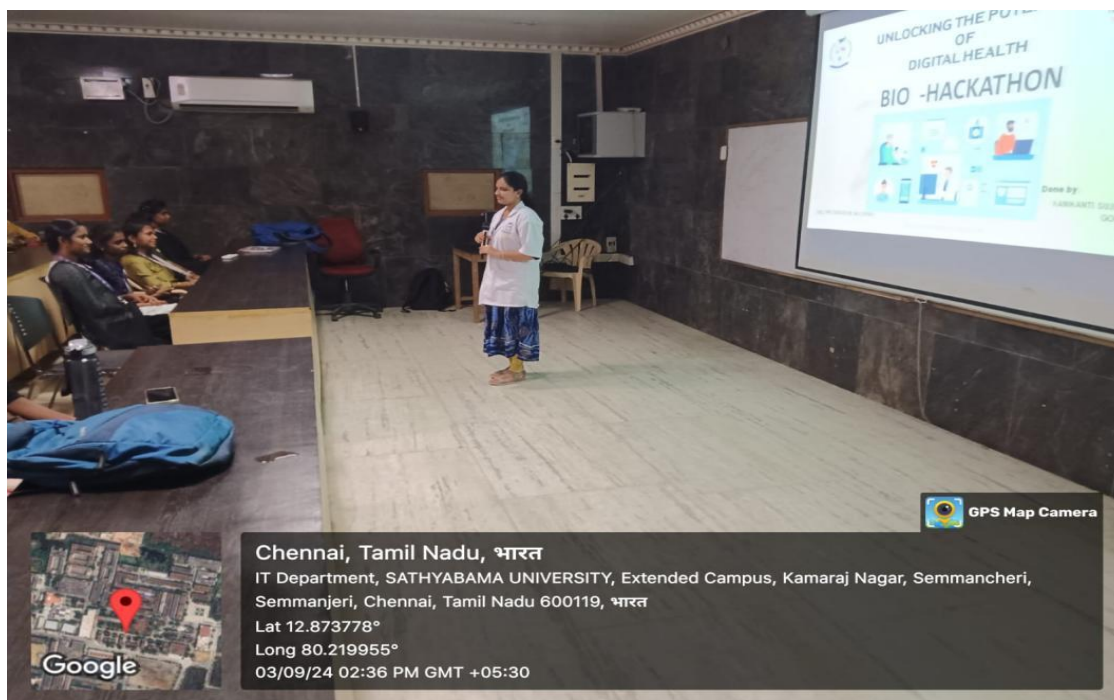 UNLOCKING THE
OF
DIGITAL HEALTH
BIO -HACKATHON
Done by
GPS Map Camera
Chennai, Tamil Nadu, भारत
IT Department, SATHYABAMA UNIVERSITY, Extended Campus, Kamaraj Nagar, Semmancheri,
Semmanjeri, Chennai, Tamil Nadu 600119, भारत
Lat 12.873778°
Long 80.219955°
03/09/24 02:36 PM GMT +05:30
Google